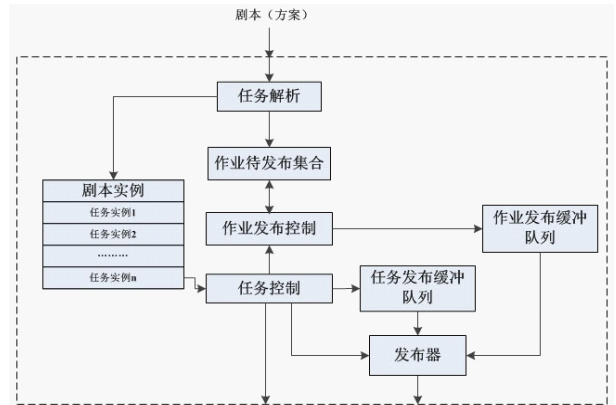 剧本（方案）
任务解析
作业待发布集合
剧本实例
任务实例1
任务实例2
………
任务实例n
作业发布控制
作业发布缓冲
队列
任务控制
任务发布缓冲
队列
发布器